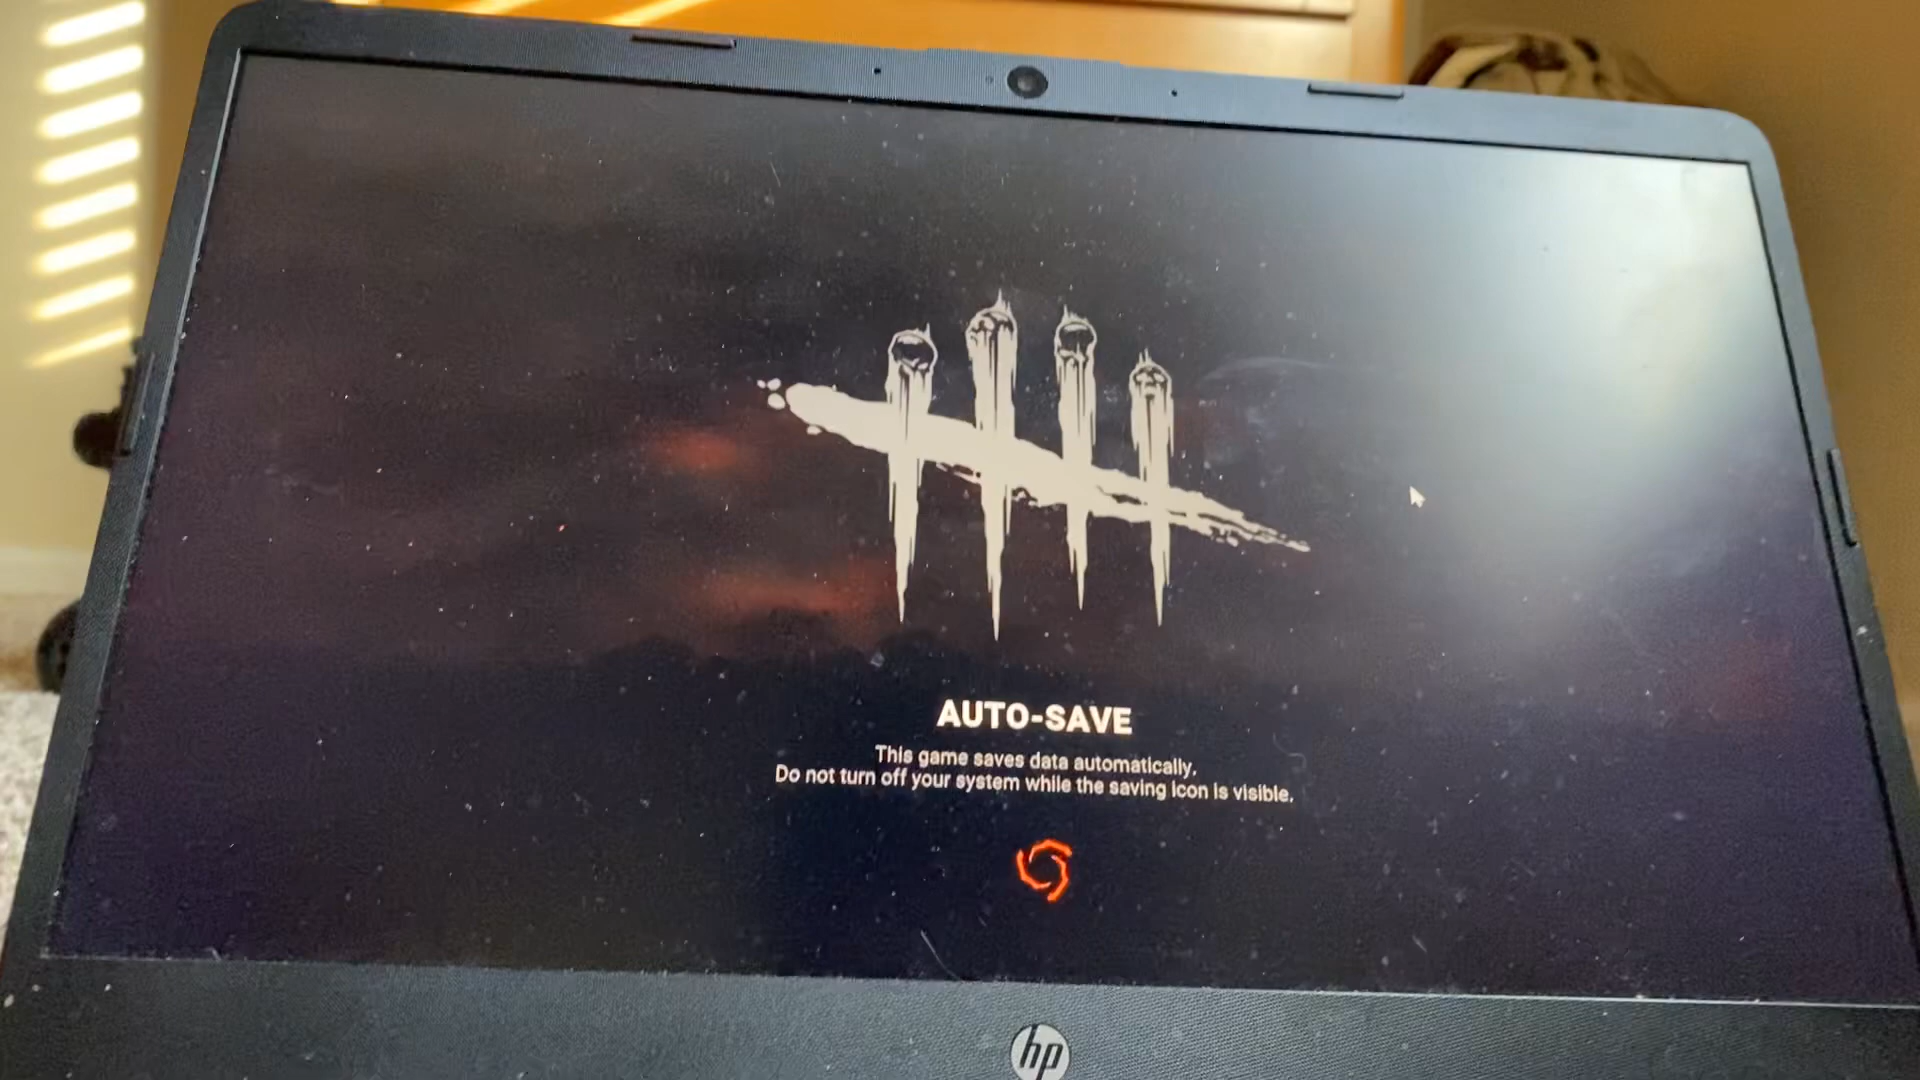 AUTO-SAVE
This game saves data automatically.
Do not turn off your system while the saving icon is visible.
hp